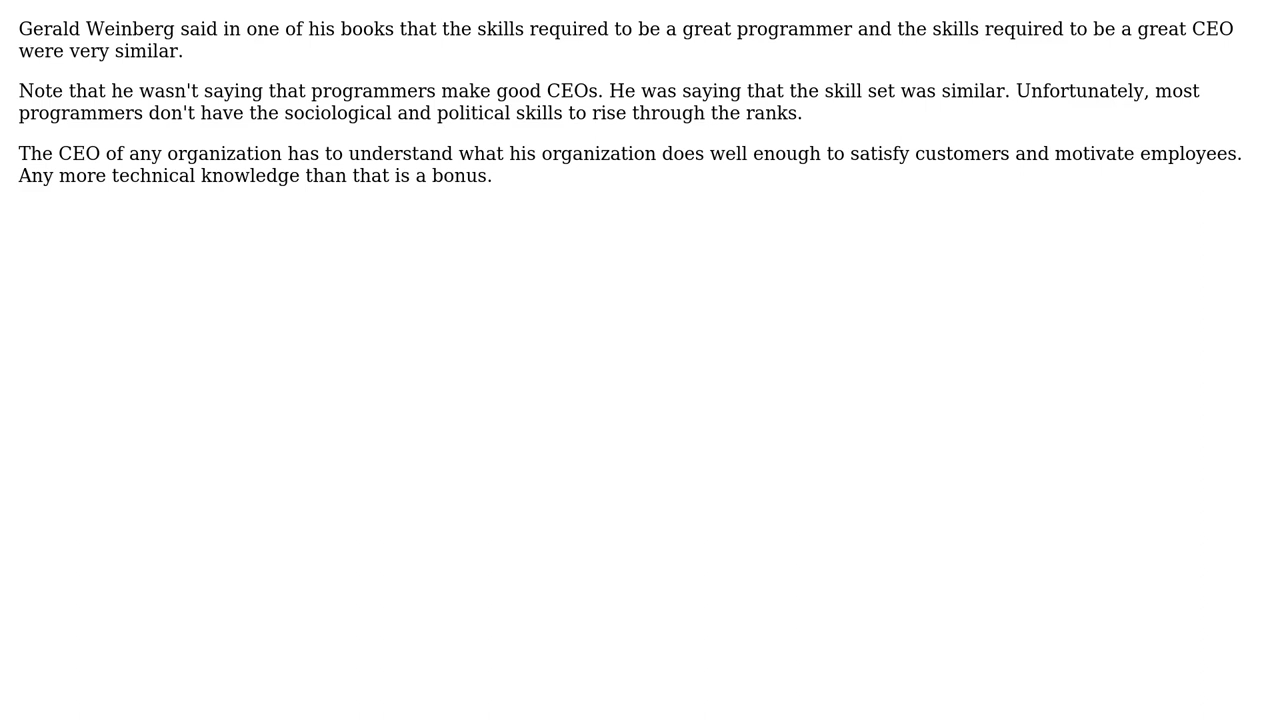 Gerald Weinberg said in one of his books that the skills required to be a great programmer and the skills required to be a great CEO
were very similar.
Note that he wasn't saying that programmers make good CEOs. He was saying that the skill set was similar. Unfortunately, most
programmers don't have the sociological and political skills to rise through the ranks.
The CEO of any organization has to understand what his organization does well enough to satisfy customers and motivate employees.
Any more technical knowledge than that is a bonus.